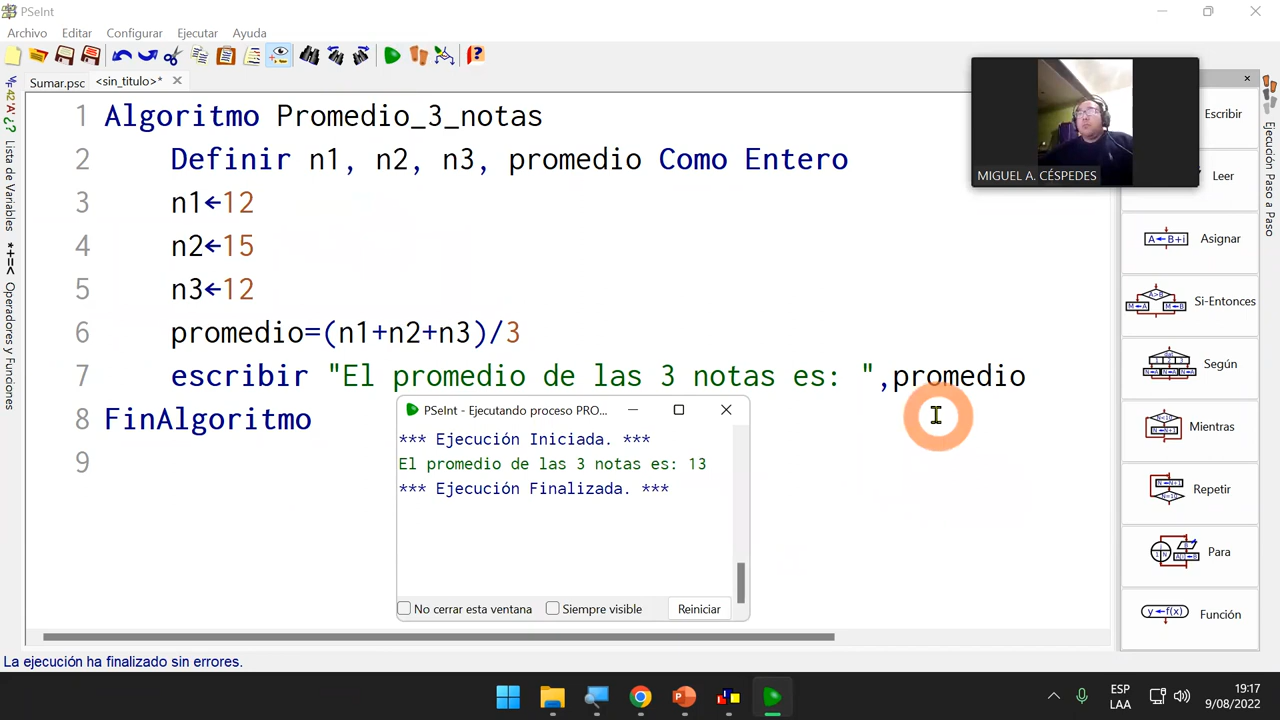 PSeInt
Archivo Editar Configurar Ejecutar Ayuda
Sumar.psc <sin_titulo>*
1 Algoritmo Promedio_3_notas
2 Definir n1, n2, n3, promedio Como Entero
3 n1←12
4 n2←15
5 n3←12
6 promedio=(n1+n2+n3)/3
7 escribir "El promedio de las 3 notas es: ",promedio
8 FinAlgoritmo
9
MIGUEL A. CÉSPEDES
PSeInt - Ejecutando proceso PRO...
*** Ejecución Iniciada. ***
El promedio de las 3 notas es: 13
*** Ejecución Finalizada. ***
No cerrar esta ventana
Siempre visible
Reiniciar
Lista de Variables
*+=< Operadores y Funciones
Escribir
Leer
Asignar
Si-Entonces
Según
Mientras
Repetir
Para
Función
Ejecución Paso a Paso
La ejecución ha finalizado sin errores.
ESP
LAA
19:17
9/08/2022